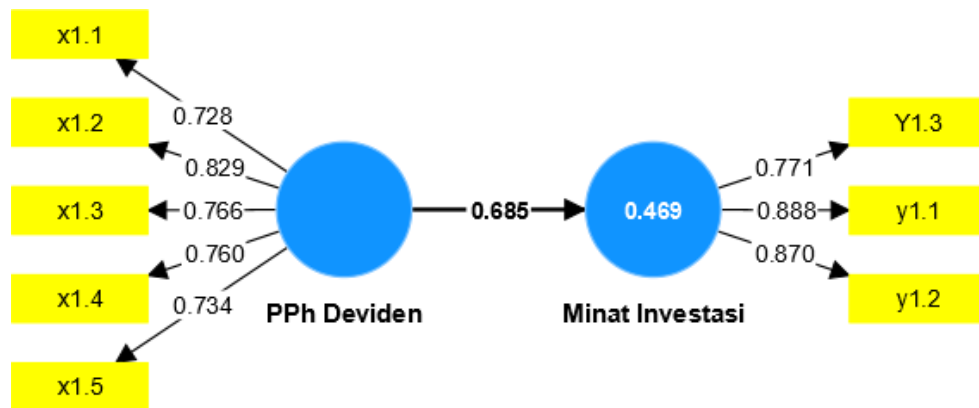 x1.1
x1.2
x1.3
x1.4
x1.5
0.728
0.829
0.766
0.760
0.734
PPh Deviden
0.685
0.469
Minat Investasi
0.771
0.888
0.870
Y1.3
y1.1
y1.2